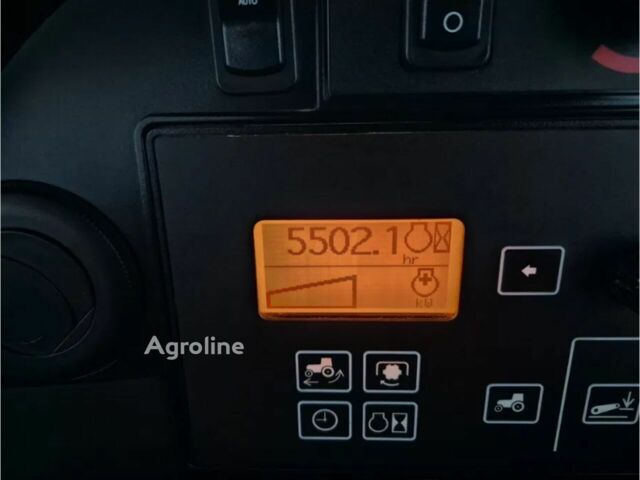 AUTO
5502.1
hr
kW
Agroline